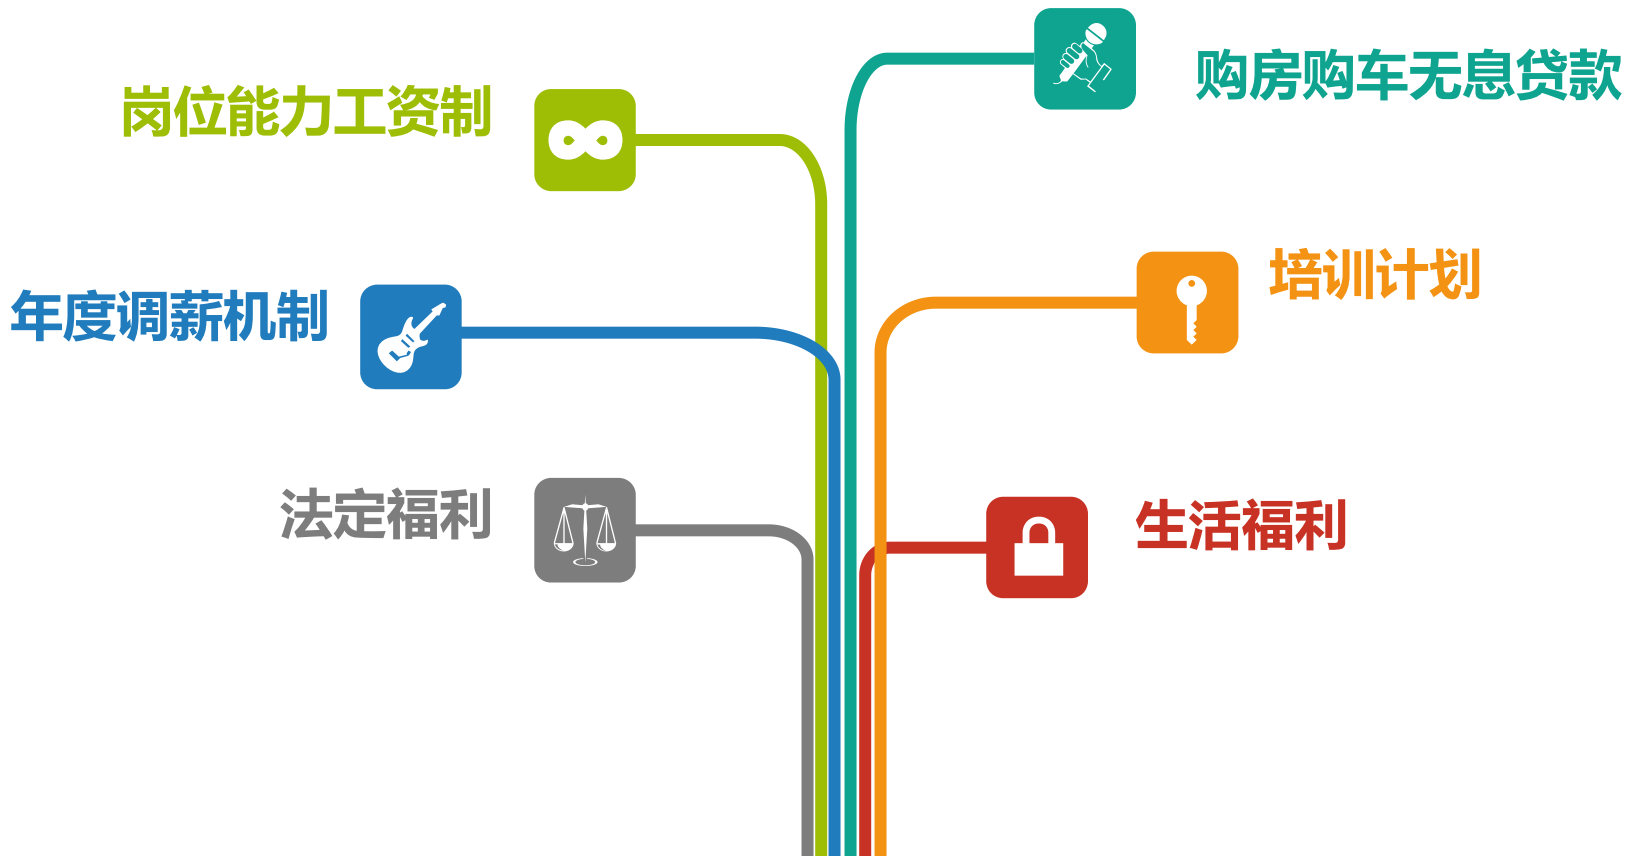 购房购车无息贷款
岗位能力工资制
培训计划
年度调薪机制
法定福利
生活福利